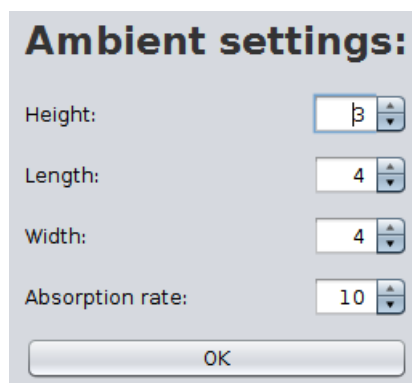 Ambient settings:
Height: 3
Length: 4
Width: 4
Absorption rate: 10
OK